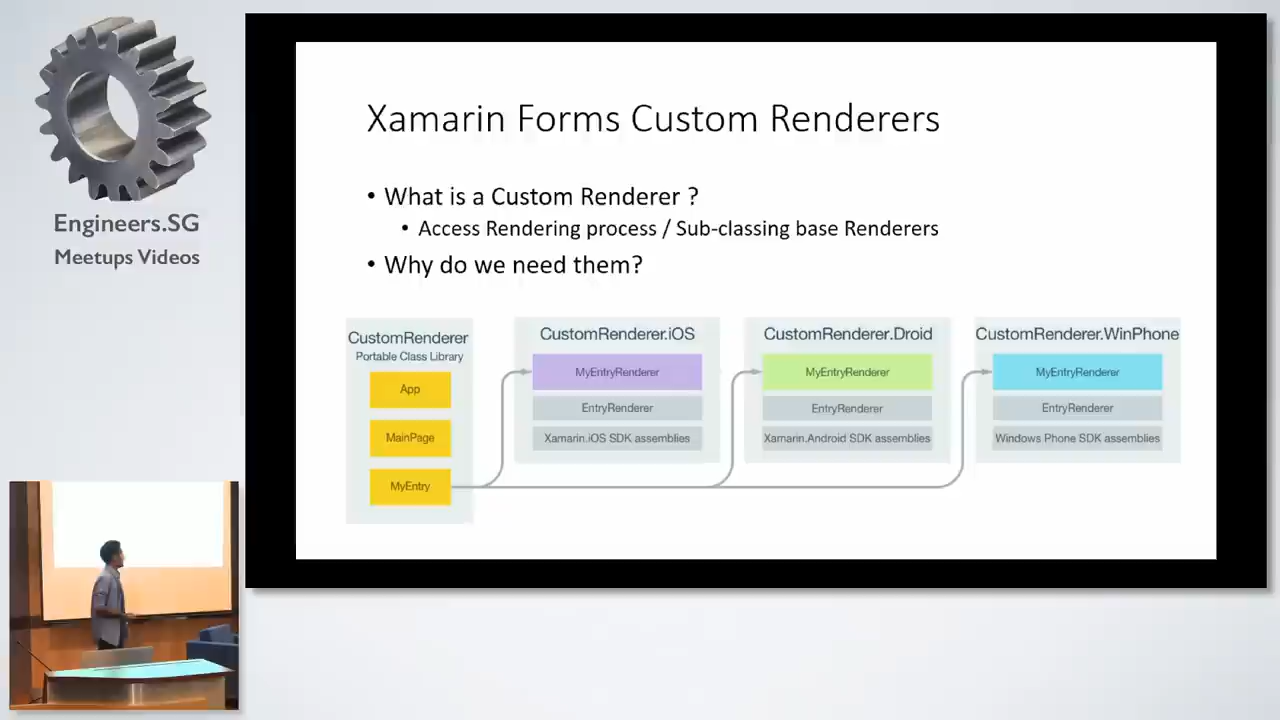 Engineers.SG
Meetups Videos
Xamarin Forms Custom Renderers
• What is a Custom Renderer ?
• Access Rendering process / Sub-classing base Renderers
• Why do we need them?
CustomRenderer
Portable Class Library
App
MainPage
MyEntry
CustomRenderer.iOS
MyEntryRenderer
EntryRenderer
Xamarin.iOS SDK assemblies
CustomRenderer.Droid
MyEntryRenderer
EntryRenderer
Xamarin.Android SDK assemblies
CustomRenderer.WinPhone
MyEntryRenderer
EntryRenderer
Windows Phone SDK assemblies